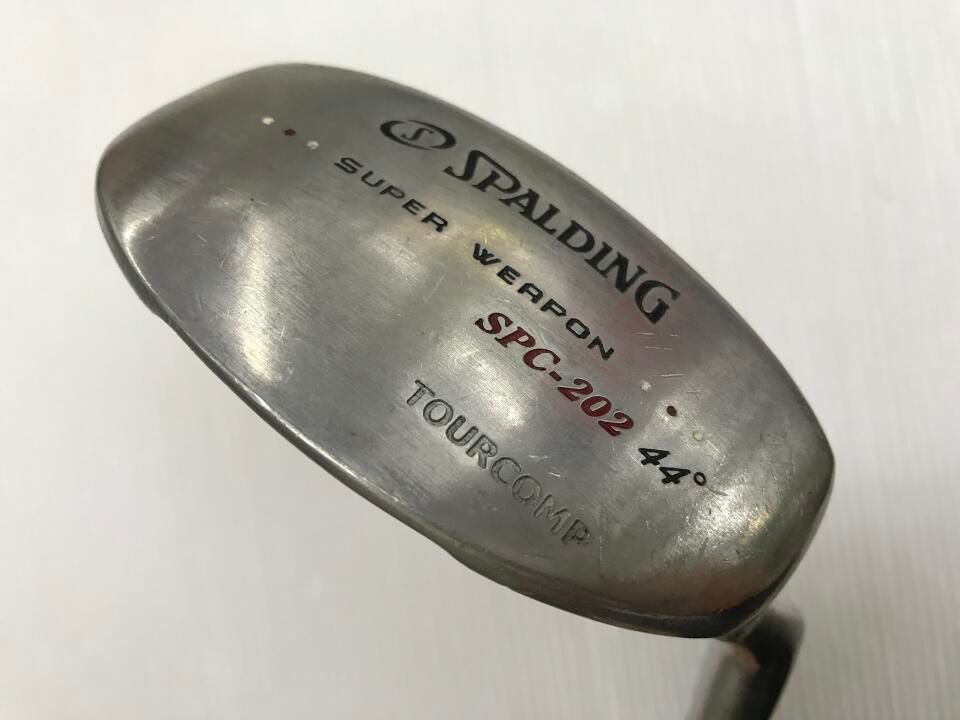 S SPALDING
SUPER WEAPON
SPC-202 44°
TOURCOMP